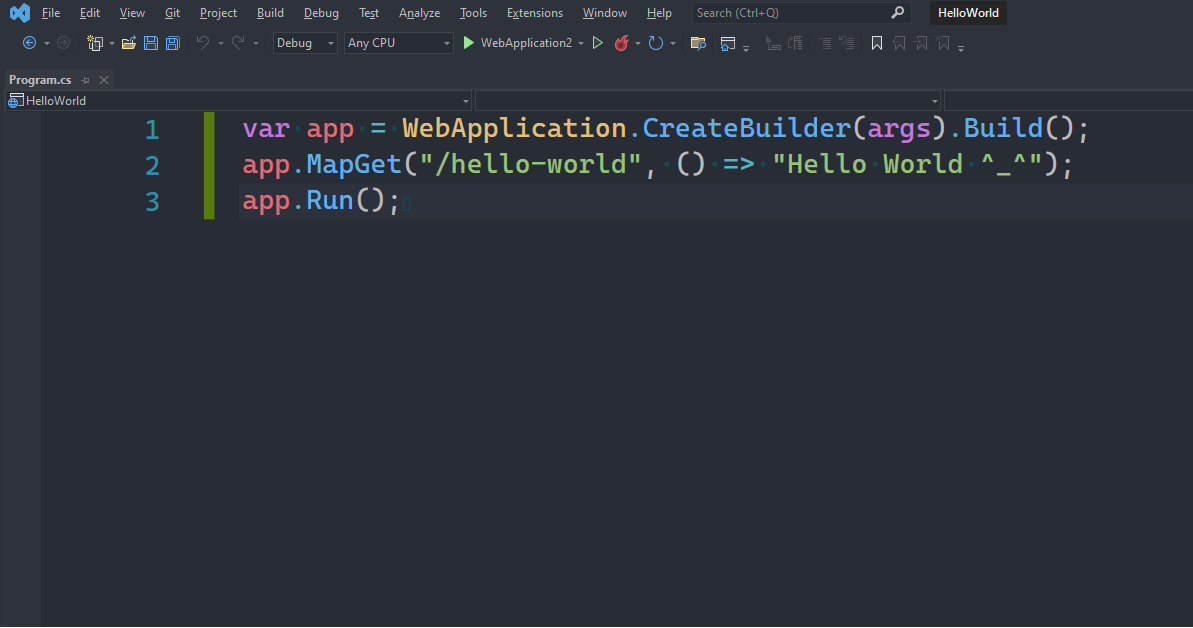 File Edit View Git Project Build Debug Test Analyze Tools Extensions Window Help Search (Ctrl+Q) HelloWorld
Debug Any CPU WebApplication2
Program.cs
HelloWorld
1 var app = WebApplication.CreateBuilder(args).Build();
2 app.MapGet("/hello-world", () => "Hello World ^_^");
3 app.Run();